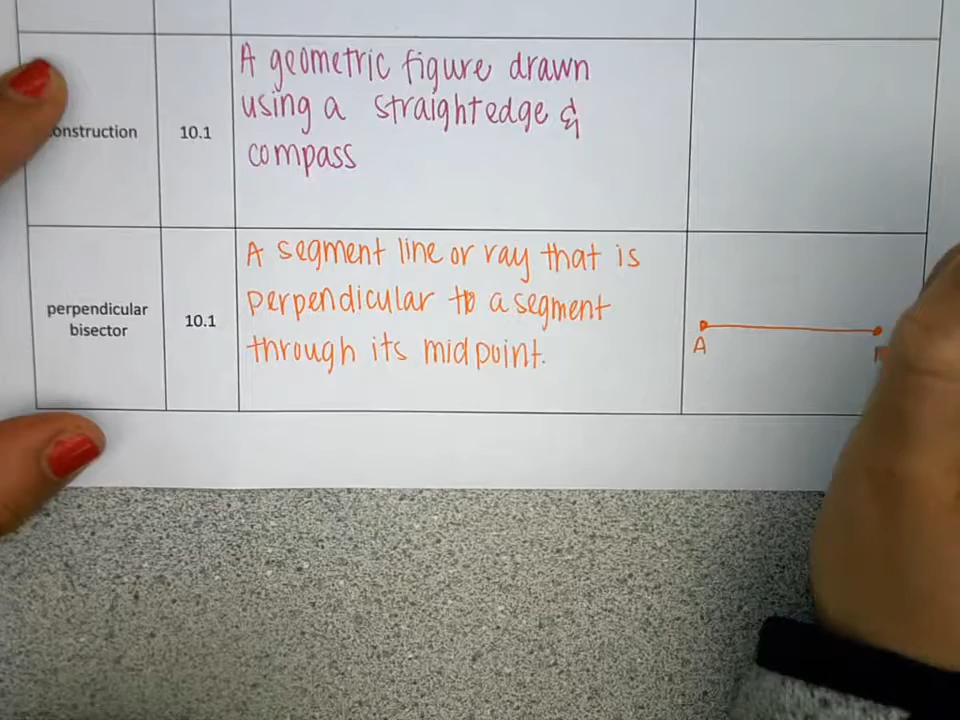 A geometric figure drawn
using a straightedge &
compass
onstruction
10.1
A segment line or ray that is
perpendicular to a segment
through its midpoint.
perpendicular
bisector
10.1
A